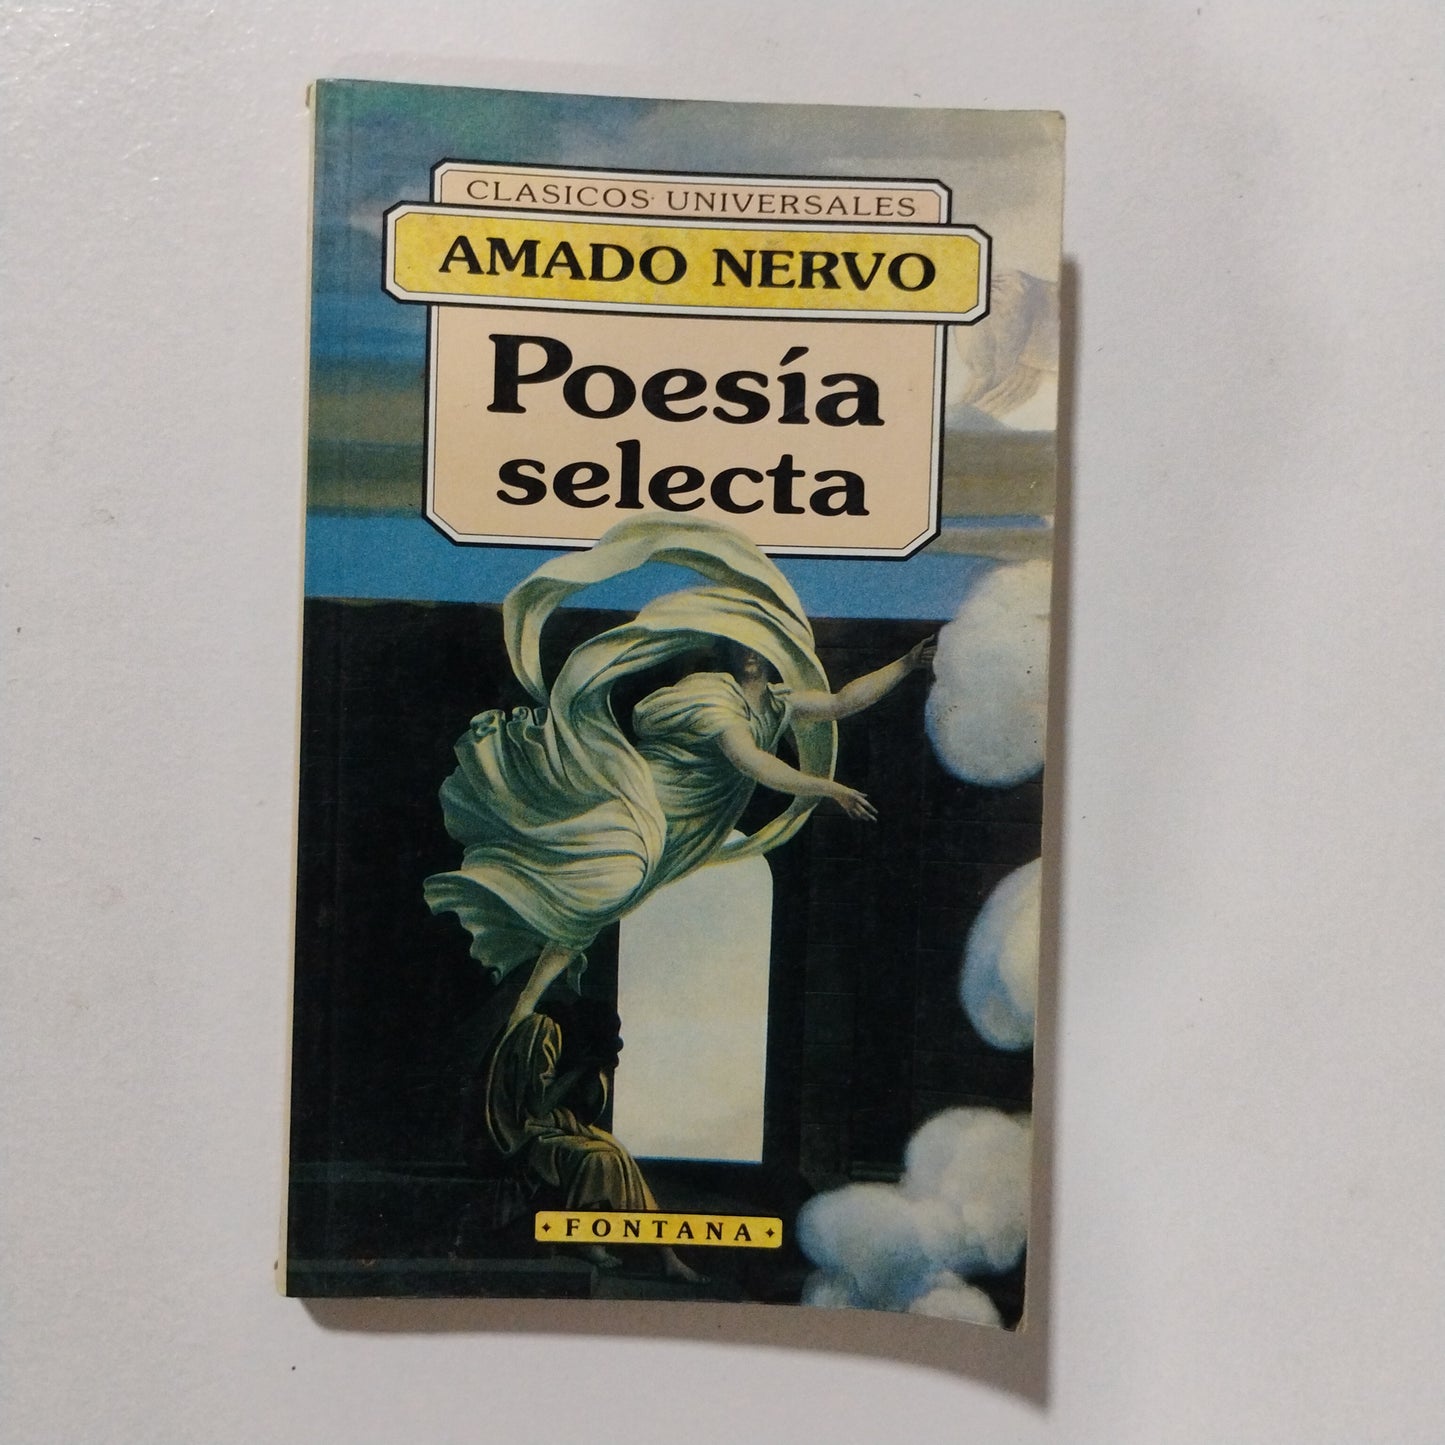 CLASICOS UNIVERSALES
AMADO NERVO
Poesía
selecta
FONTANA